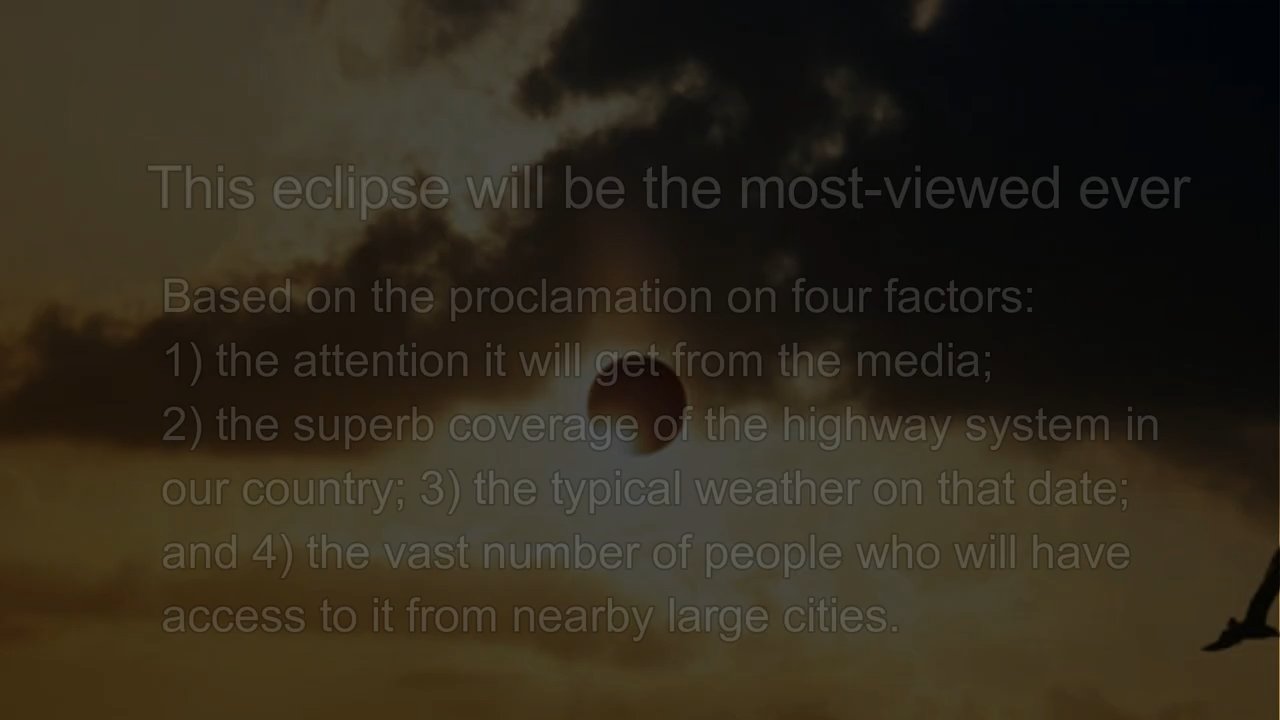 This eclipse will be the most-viewed ever
Based on the proclamation on four factors:
1) the attention it will get from the media;
2) the superb coverage of the highway system in
our country; 3) the typical weather on that date;
and 4) the vast number of people who will have
access to it from nearby large cities.